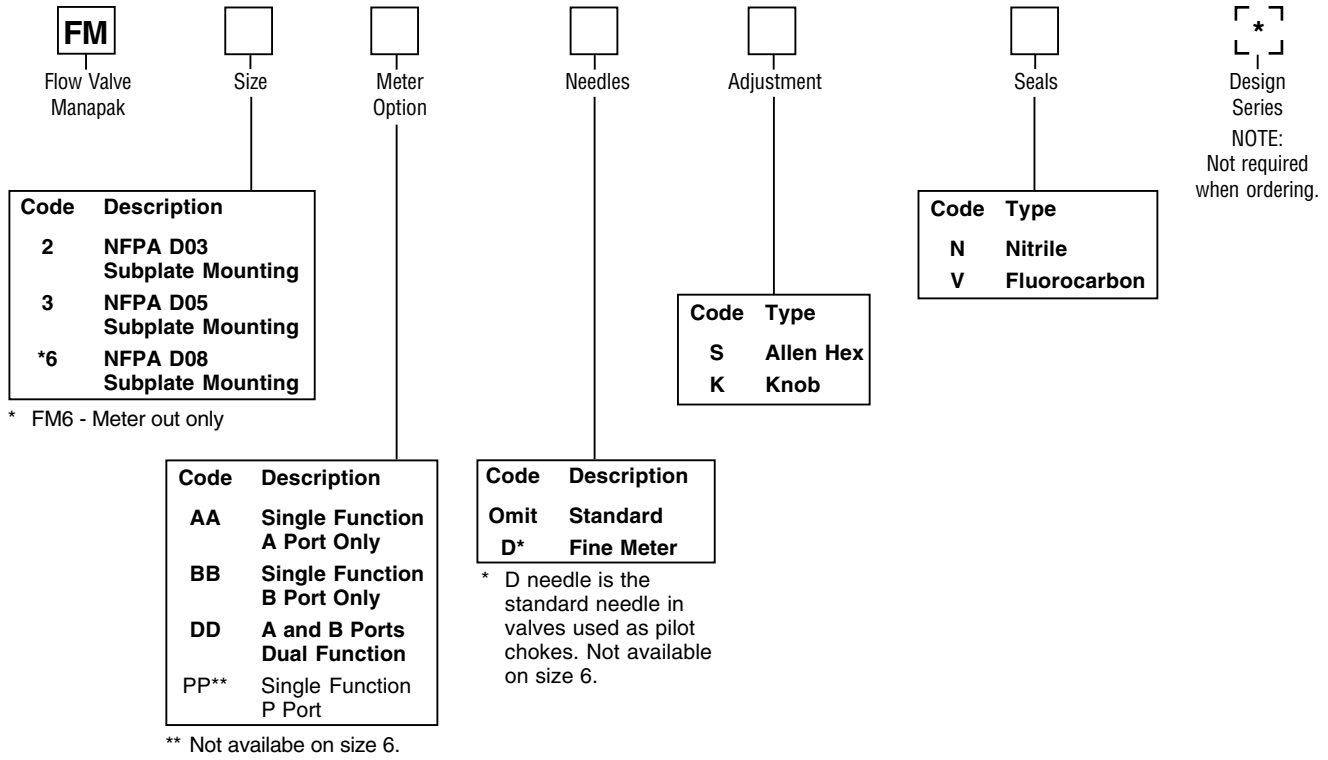 FM
*
Flow Valve
Manapak
Size
Meter
Option
Needles
Adjustment
Seals
Design
Series
NOTE:
Not required
when ordering.
Code Description
2 NFPA D03
Subplate Mounting
3 NFPA D05
Subplate Mounting
*6 NFPA D08
Subplate Mounting
* FM6 - Meter out only
Code Type
N Nitrile
V Fluorocarbon
Code Type
S Allen Hex
K Knob
Code Description
AA Single Function
A Port Only
BB Single Function
B Port Only
DD A and B Ports
Dual Function
PP** Single Function
P Port
** Not availabe on size 6.
Code Description
Omit Standard
D* Fine Meter
* D needle is the
standard needle in
valves used as pilot
chokes. Not available
on size 6.